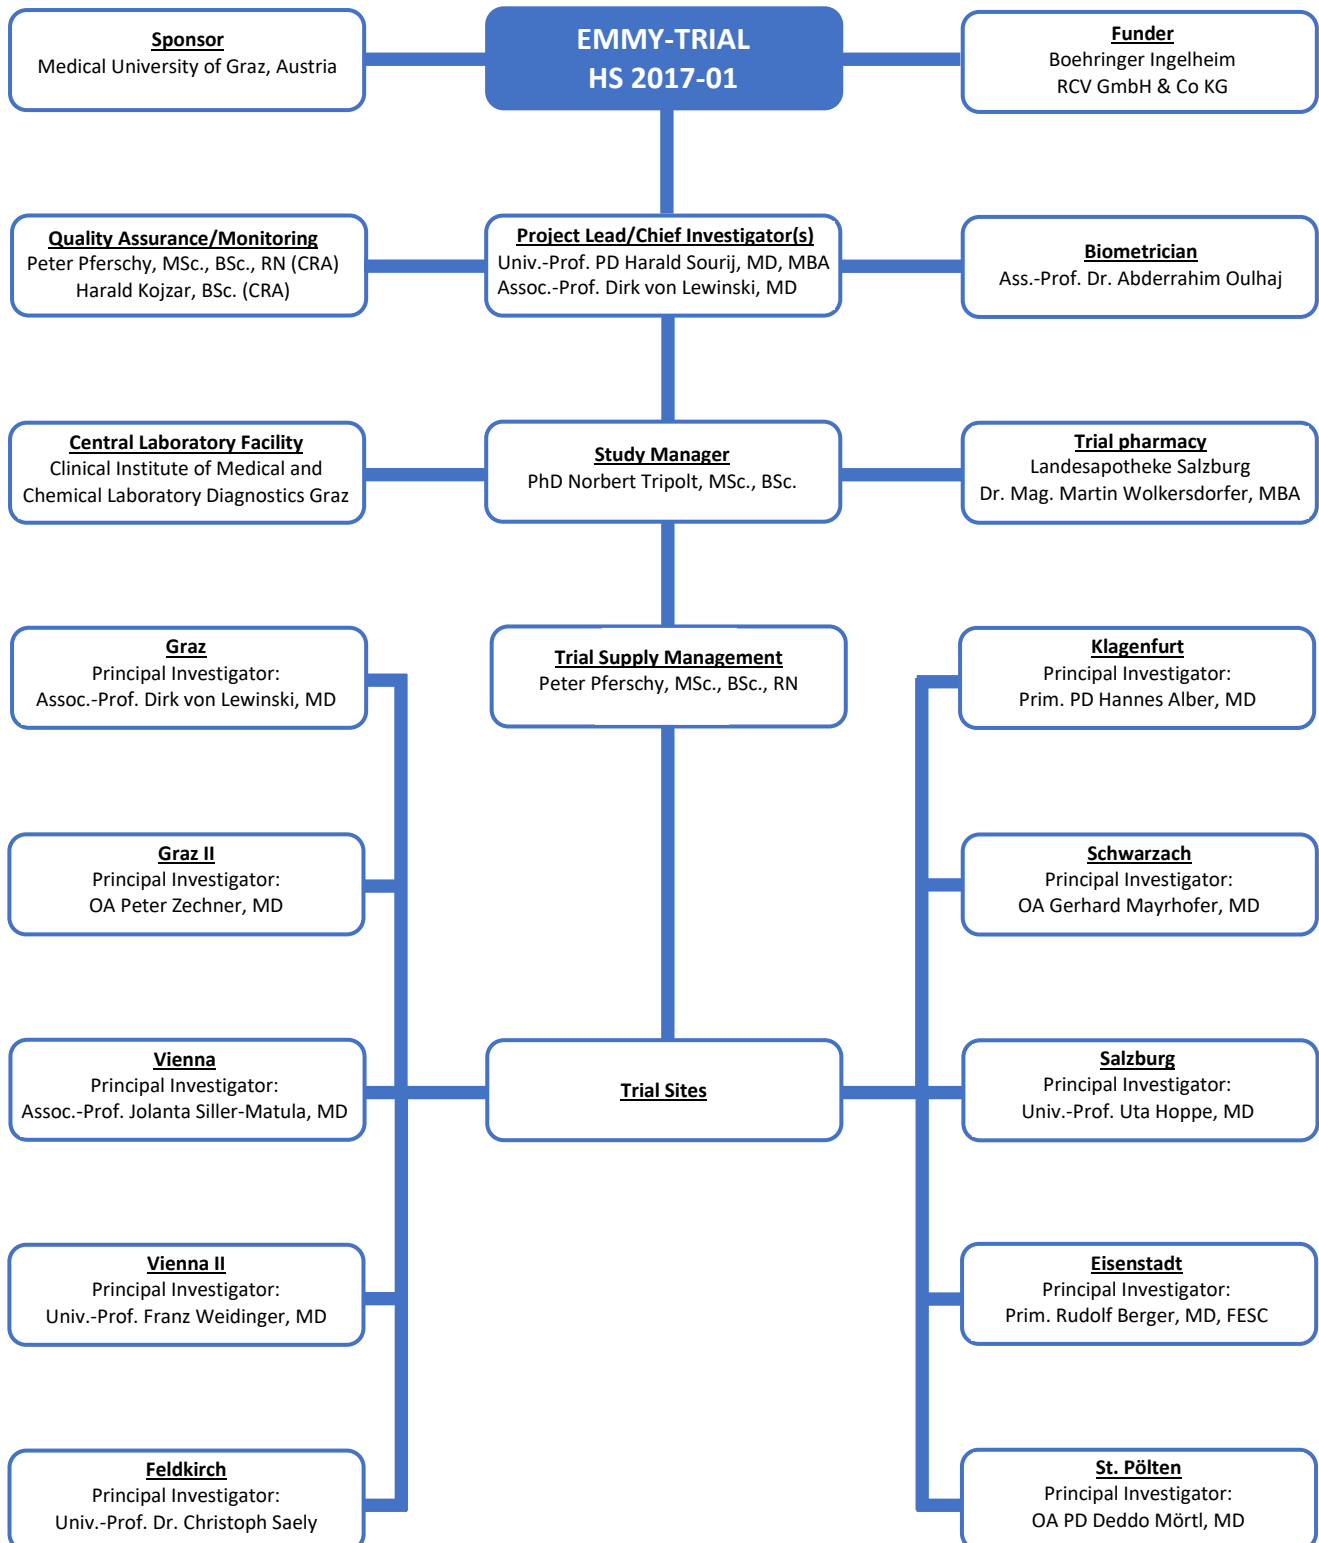 Sponsor
Medical University of Graz, Austria
EMMY-TRIAL
HS 2017-01
Funder
Boehringer Ingelheim
RCV GmbH & Co KG
Quality Assurance/Monitoring
Peter Pferschy, MSc., BSc., RN (CRA)
Harald Kojzar, BSc. (CRA)
Project Lead/Chief Investigator(s)
Univ.-Prof. PD Harald Sourij, MD, MBA
Assoc.-Prof. Dirk von Lewinski, MD
Biometrician
Ass.-Prof. Dr. Abderrahim Oulhaj
Central Laboratory Facility
Clinical Institute of Medical and
Chemical Laboratory Diagnostics Graz
Study Manager
PhD Norbert Tripolt, MSc., BSc.
Trial pharmacy
Landesapotheke Salzburg
Dr. Mag. Martin Wolkersdorfer, MBA
Graz
Principal Investigator:
Assoc.-Prof. Dirk von Lewinski, MD
Trial Supply Management
Peter Pferschy, MSc., BSc., RN
Klagenfurt
Principal Investigator:
Prim. PD Hannes Alber, MD
Graz II
Principal Investigator:
OA Peter Zechner, MD
Schwarzach
Principal Investigator:
OA Gerhard Mayrhofer, MD
Vienna
Principal Investigator:
Assoc.-Prof. Jolanta Siller-Matula, MD
Trial Sites
Salzburg
Principal Investigator:
Univ.-Prof. Uta Hoppe, MD
Vienna II
Principal Investigator:
Univ.-Prof. Franz Weidinger, MD
Eisenstadt
Principal Investigator:
Prim. Rudolf Berger, MD, FESC
Feldkirch
Principal Investigator:
Univ.-Prof. Dr. Christoph Saely
St. Pölten
Principal Investigator:
OA PD Deddo Mörtl, MD